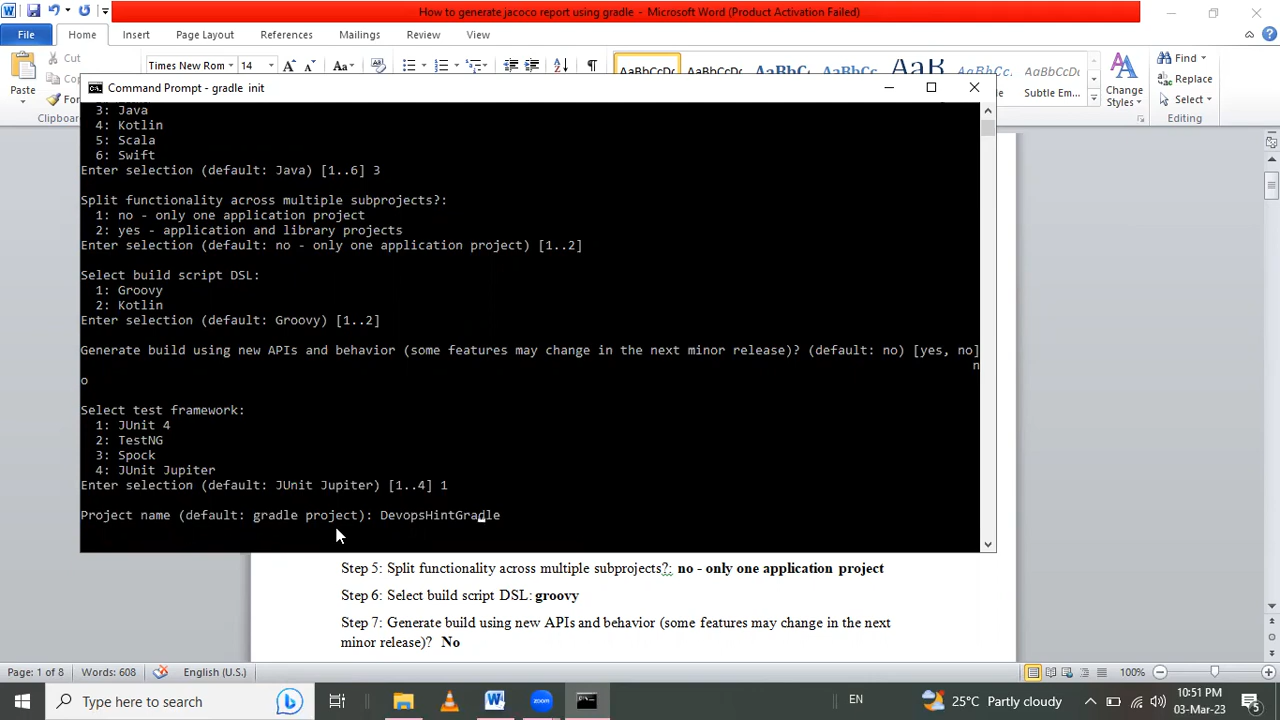 How to generate jacoco report using gradle - Microsoft Word (Product Activation Failed)
File Home Insert Page Layout References Mailings Review View
Cut
Paste
Clipboard
Times New Rom 14
AaBbCcDc AaBbCcDc AaBbC AaBbCc AaB AaBbCc. AaBbCcDc
Subtle Em...
Change
Styles
Find
Replace
Select
Editing
Command Prompt - gradle init
3: Java
4: Kotlin
5: Scala
6: Swift
Enter selection (default: Java) [1..6] 3
Split functionality across multiple subprojects?:
1: no - only one application project
2: yes - application and library projects
Enter selection (default: no - only one application project) [1..2]
Select build script DSL:
1: Groovy
2: Kotlin
Enter selection (default: Groovy) [1..2]
Generate build using new APIs and behavior (some features may change in the next minor release)? (default: no) [yes, no]
n
o
Select test framework:
1: JUnit 4
2: TestNG
3: Spock
4: JUnit Jupiter
Enter selection (default: JUnit Jupiter) [1..4] 1
Project name (default: gradle project): DevopsHintGradle
Step 5: Split functionality across multiple subprojects?: no - only one application project
Step 6: Select build script DSL: groovy
Step 7: Generate build using new APIs and behavior (some features may change in the next
minor release)? No
Page: 1 of 8 Words: 608 English (U.S.) 100%
Type here to search EN 25°C Partly cloudy 10:51 PM
03-Mar-23 5